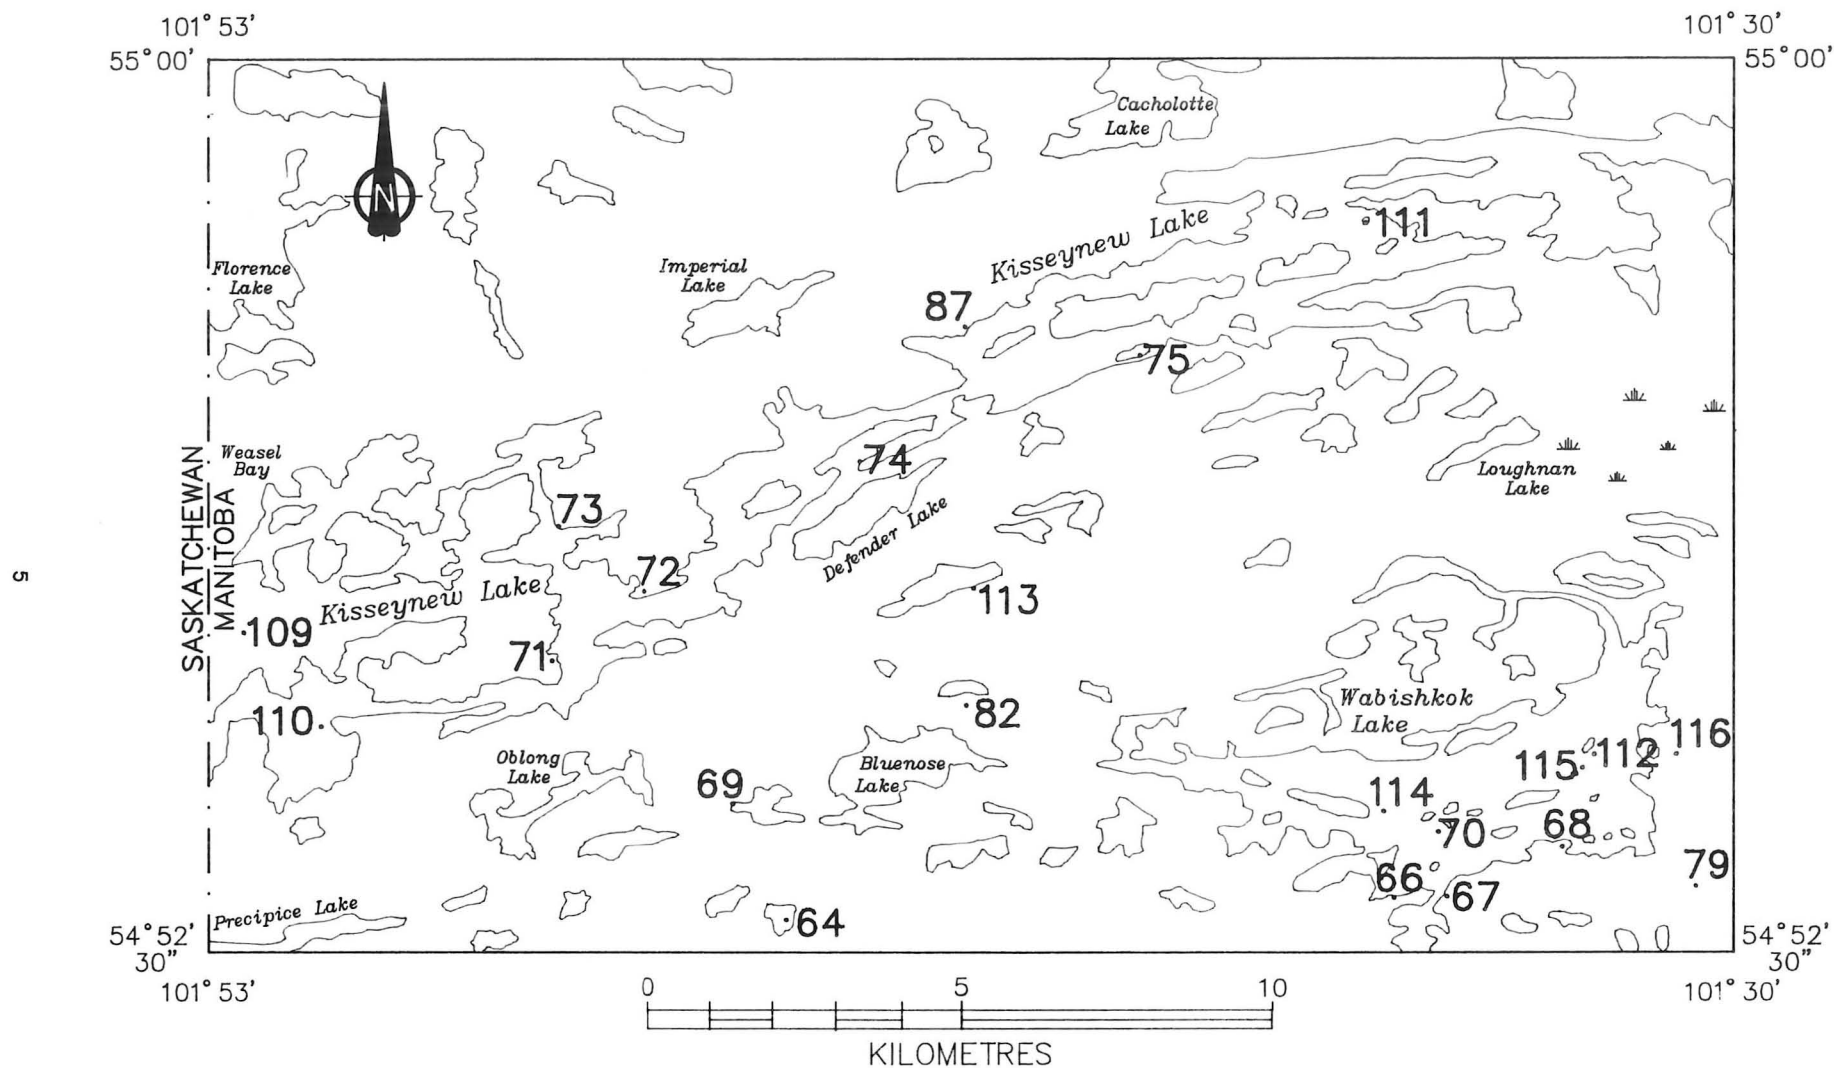 101° 53'
101° 30'
55° 00'
55° 00'
Cacholotte
Lake
N
Kisseynew Lake
111
Florence
Lake
Imperial
Lake
87
75
Weasel
Bay
74
Loughnan
Lake
SASKATCHEWAN
MANITOBA
73
Defender Lake
5
72
113
Kisseynew Lake
109
71
Wabishkok
Lake
110
82
116
112
115
Oblong
Lake
Bluenose
Lake
69
114
70
68
79
66
67
Precipice Lake
64
54° 52'
30"
54° 52'
30"
101° 53'
101° 30'
0
5
10
KILOMETRES